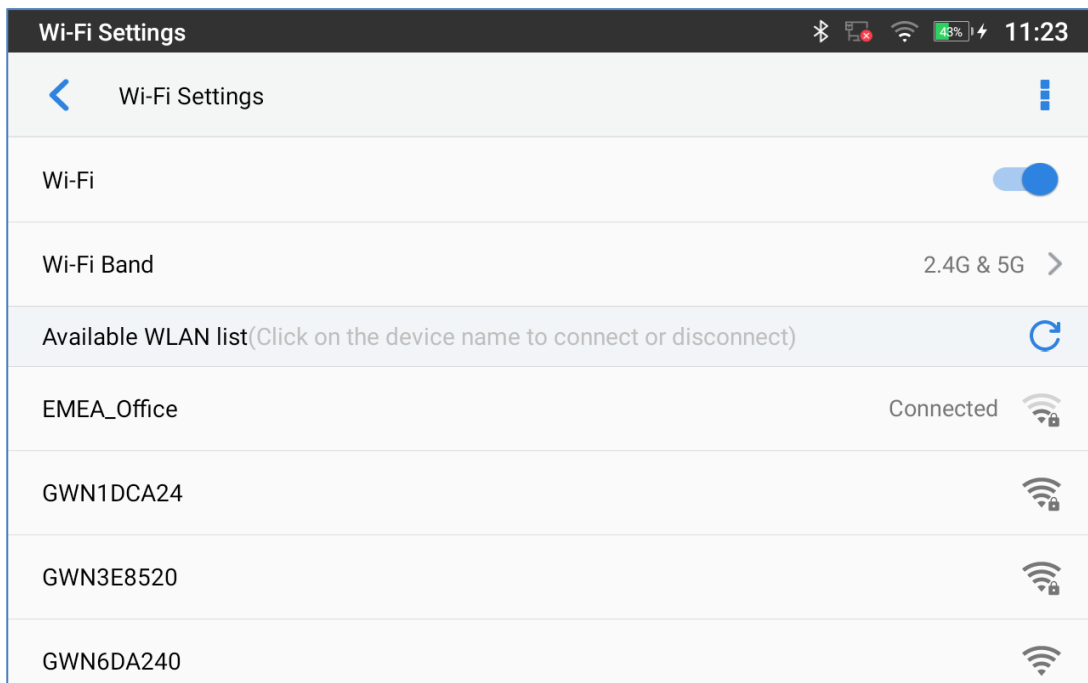 Wi-Fi Settings 43% 11:23
Wi-Fi Settings
Wi-Fi
Wi-Fi Band 2.4G & 5G
Available WLAN list(Click on the device name to connect or disconnect)
EMEA_Office Connected
GWN1DCA24
GWN3E8520
GWN6DA240